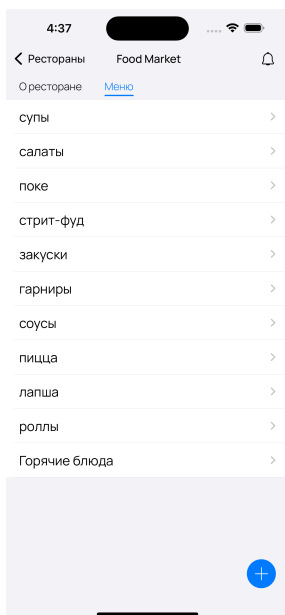 4:37
Рестораны Food Market
О ресторане Меню
супы
салаты
поке
стрит-фуд
закуски
гарниры
соусы
пицца
лапша
роллы
Горячие блюда